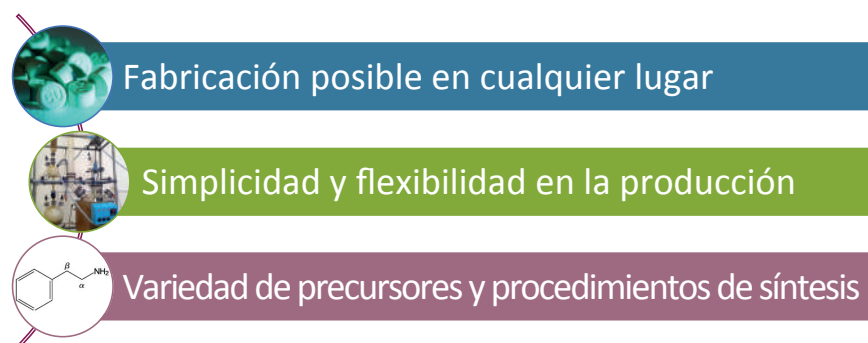 Fabricación posible en cualquier lugar
Simplicidad y flexibilidad en la producción
β
NH₂
α
Variedad de precursores y procedimientos de síntesis